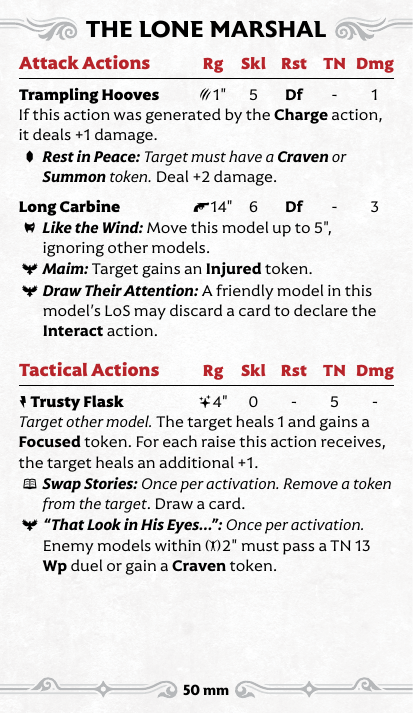 THE LONE MARSHAL
Attack Actions Rg Skl Rst TN Dmg
Trampling Hooves 1" 5 Df - 1
If this action was generated by the Charge action,
it deals +1 damage.
Rest in Peace: Target must have a Craven or
Summon token. Deal +2 damage.
Long Carbine 14" 6 Df - 3
Like the Wind: Move this model up to 5",
ignoring other models.
Maim: Target gains an Injured token.
Draw Their Attention: A friendly model in this
model's LoS may discard a card to declare the
Interact action.
Tactical Actions Rg Skl Rst TN Dmg
Trusty Flask 4" 0 - 5 -
Target other model. The target heals 1 and gains a
Focused token. For each raise this action receives,
the target heals an additional +1.
Swap Stories: Once per activation. Remove a token
from the target. Draw a card.
“That Look in His Eyes...”: Once per activation.
Enemy models within 2" must pass a TN 13
Wp duel or gain a Craven token.
50 mm